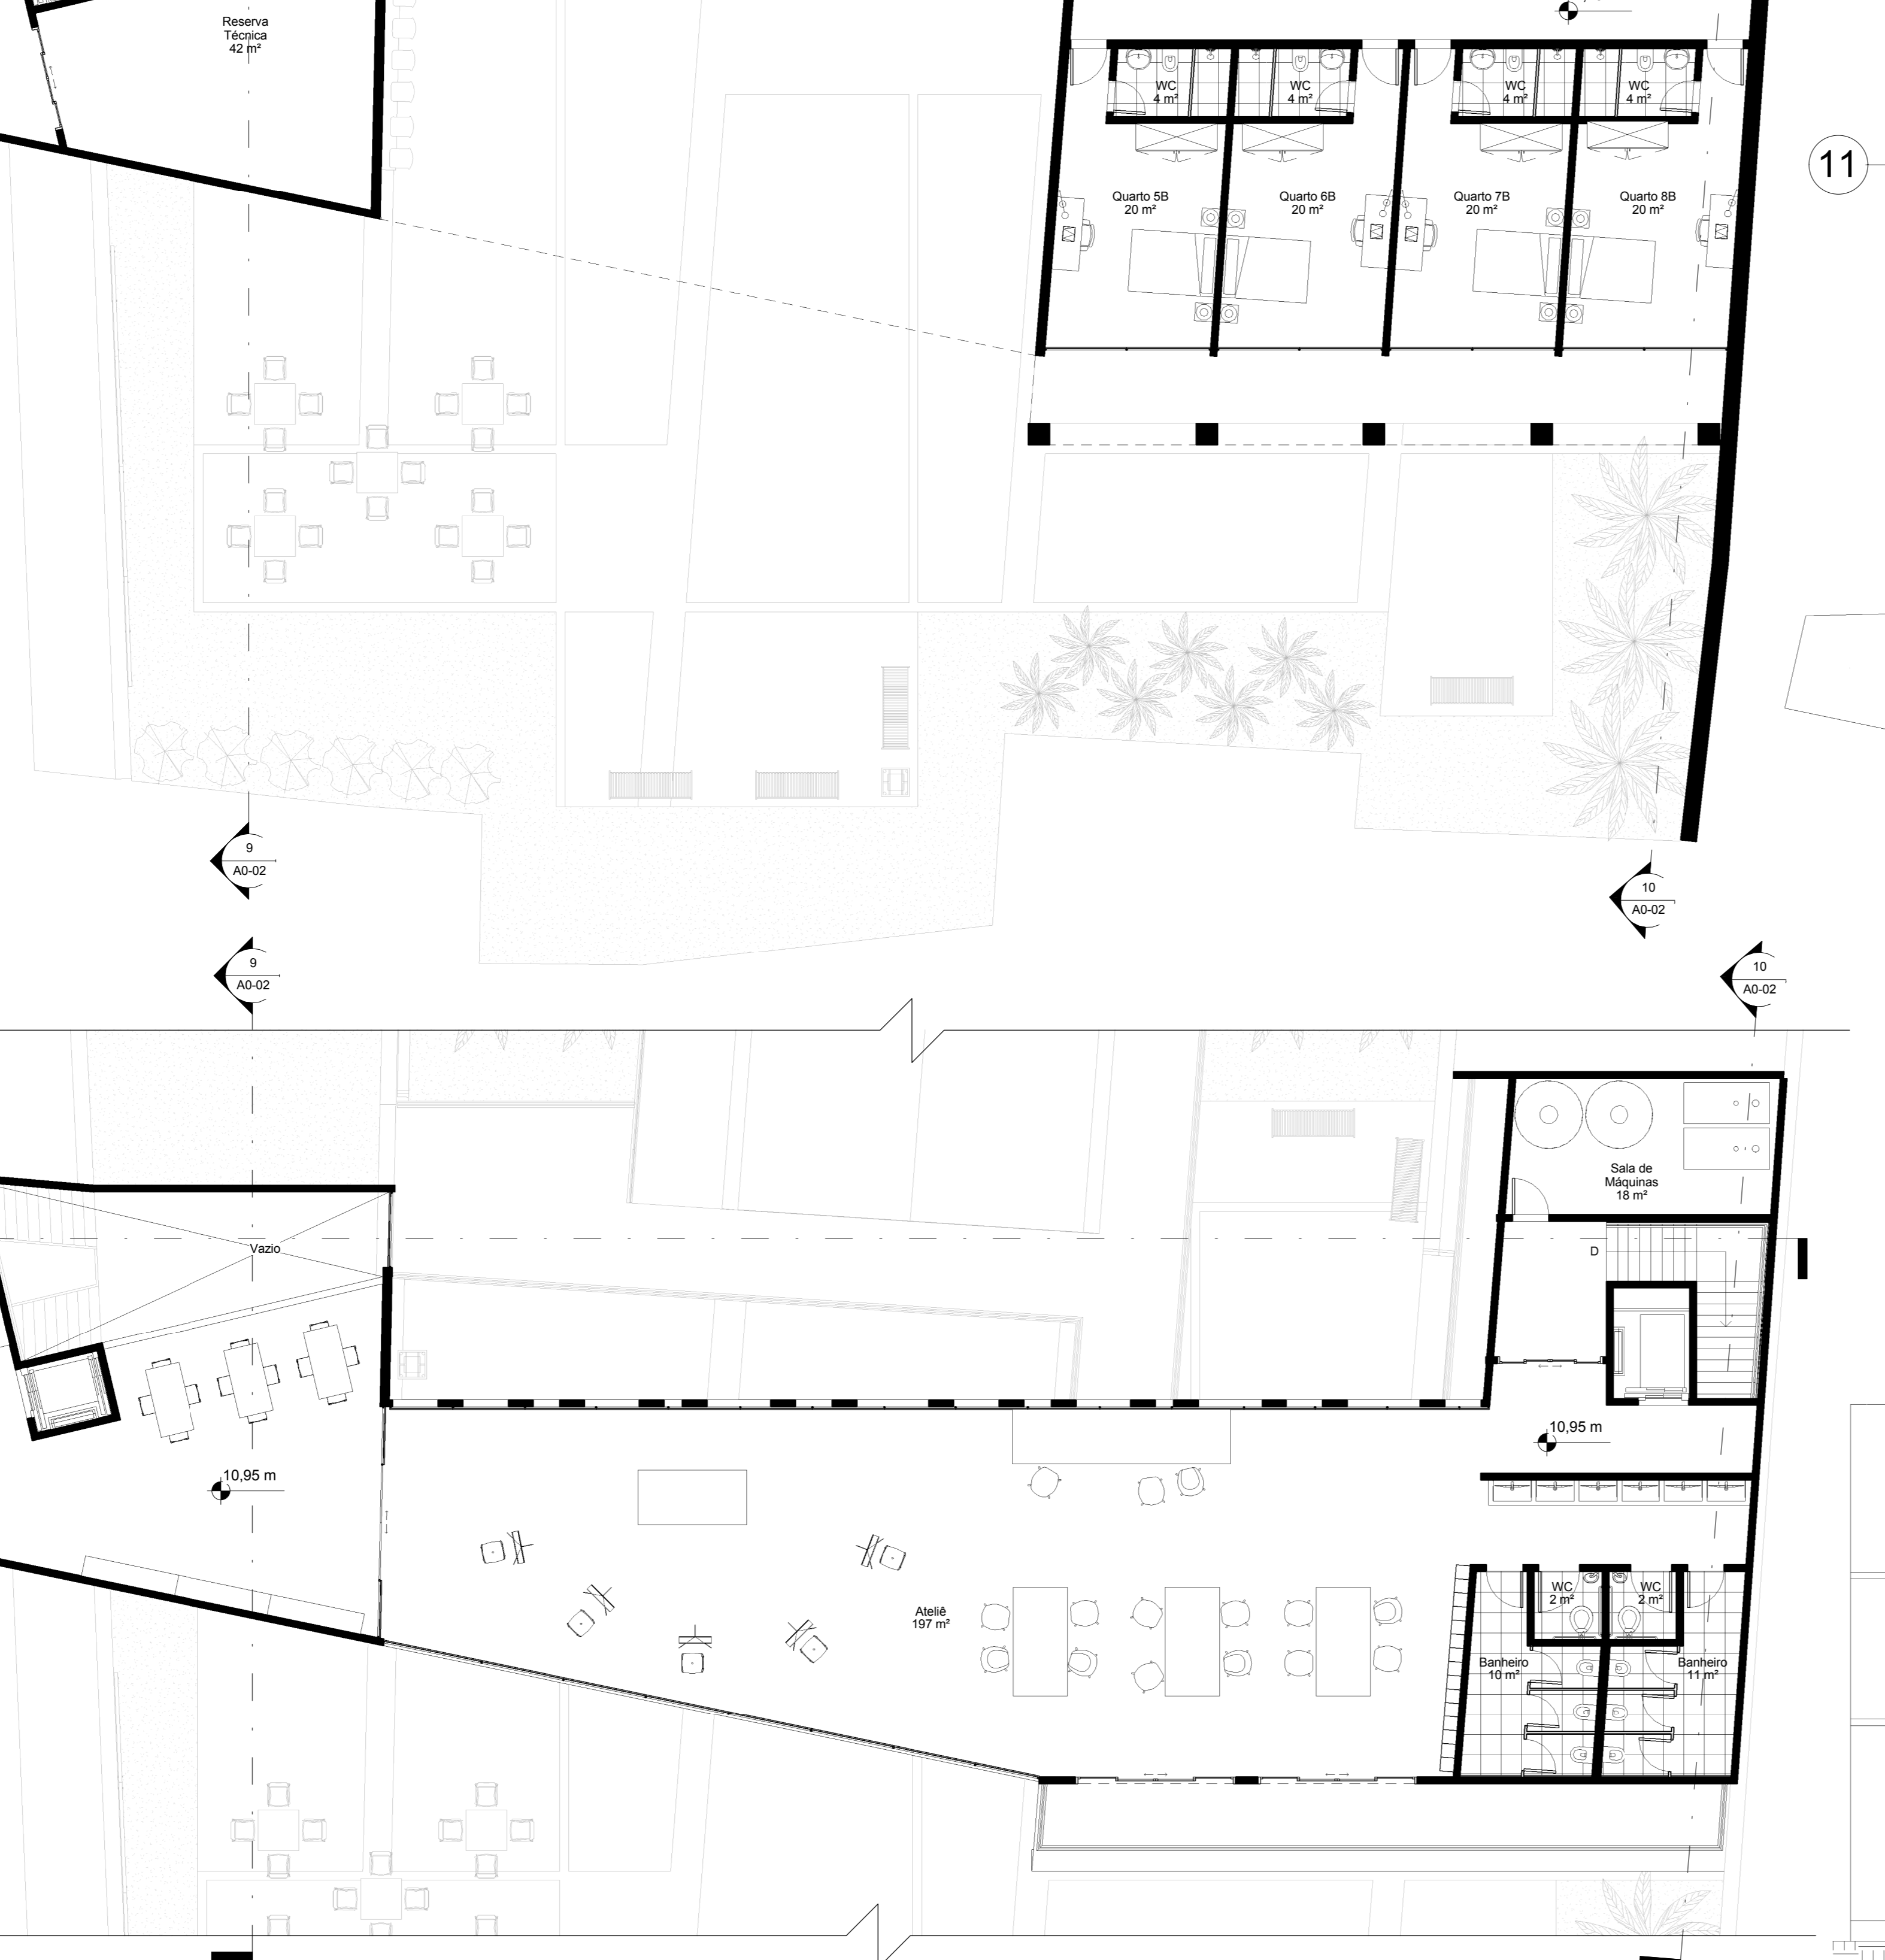 Reserva
Técnica
42 m²
WC
4 m²
WC
4 m²
WC
4 m²
WC
4 m²
11
Quarto 5B
20 m²
Quarto 6B
20 m²
Quarto 7B
20 m²
Quarto 8B
20 m²
9
A0-02
10
A0-02
9
A0-02
10
A0-02
Sala de
Máquinas
18 m²
Vazio
D
10,95 m
10,95 m
Ateliê
197 m²
WC
2 m²
WC
2 m²
Banheiro
10 m²
Banheiro
11 m²